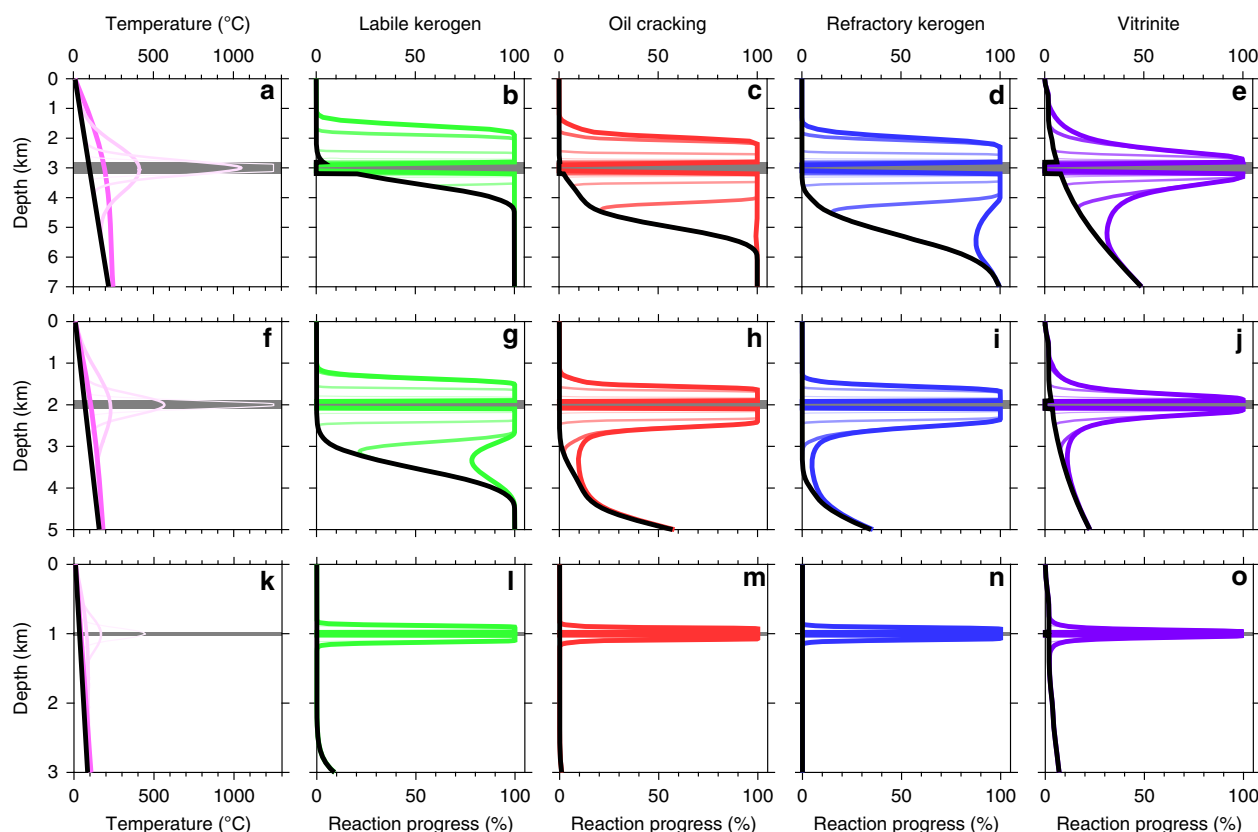 Temperature (°C) Labile kerogen Oil cracking Refractory kerogen Vitrinite
0 500 1000 0 50 100 0 50 100 0 50 100 0 50 100
Depth (km)
0
1
2
3
4
5
6
7
a b c d e
Depth (km)
0
1
2
3
4
5
f g h i j
Depth (km)
0
1
2
3
k l m n o
0 500 1000 0 50 100 0 50 100 0 50 100 0 50 100
Temperature (°C) Reaction progress (%) Reaction progress (%) Reaction progress (%) Reaction progress (%)